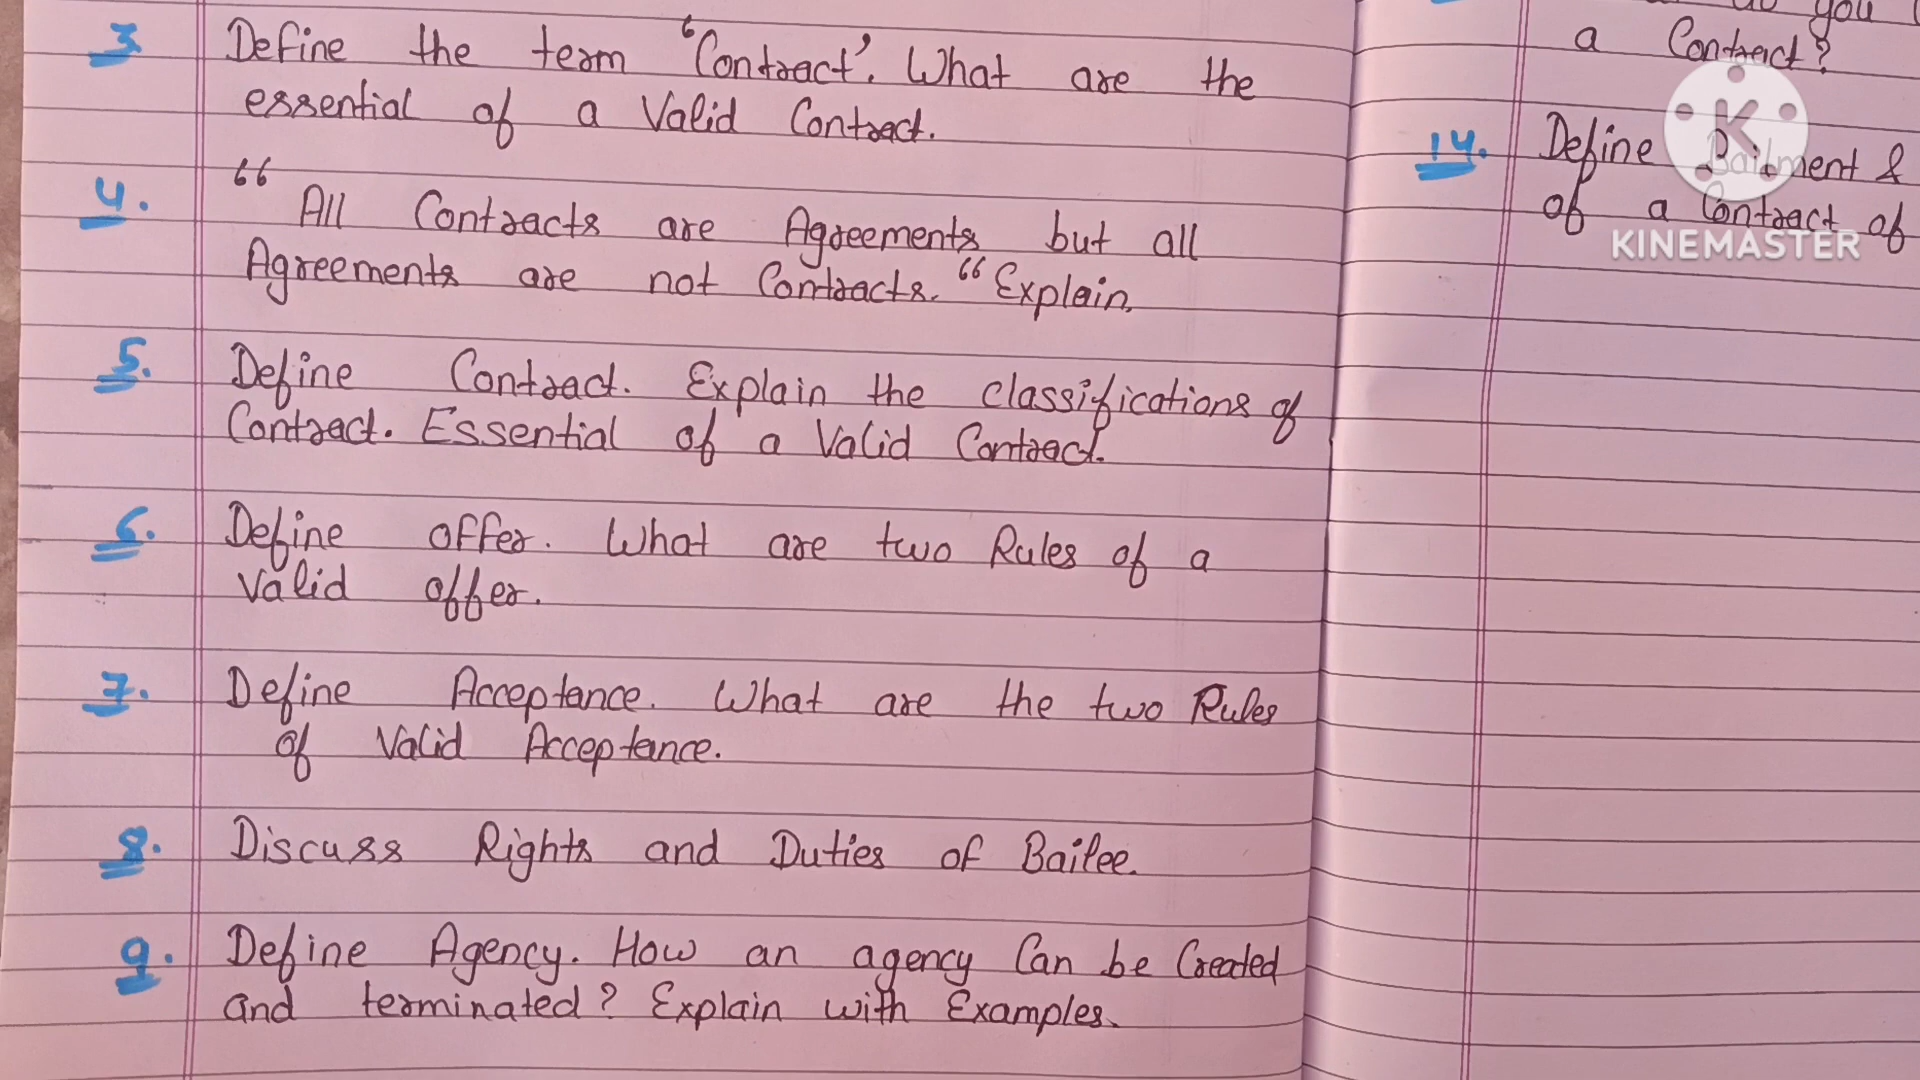 3. Define the term 'Contract'. What are the
essential of a Valid Contract.
4. “ All Contracts are Agreements but all
Agreements are not Contracts. “ Explain.
5. Define Contract. Explain the classifications of
Contract. Essential of a Valid Contract.
6. Define offer. What are two Rules of a
Valid offer.
7. Define Acceptance. What are the two Rules
of Valid Acceptance.
8. Discuss Rights and Duties of Bailee.
9. Define Agency. How an agency Can be Created
and terminated? Explain with Examples.
you
a Contract?
14. Define Bailment &
of a Contract of
K
KINEMASTER